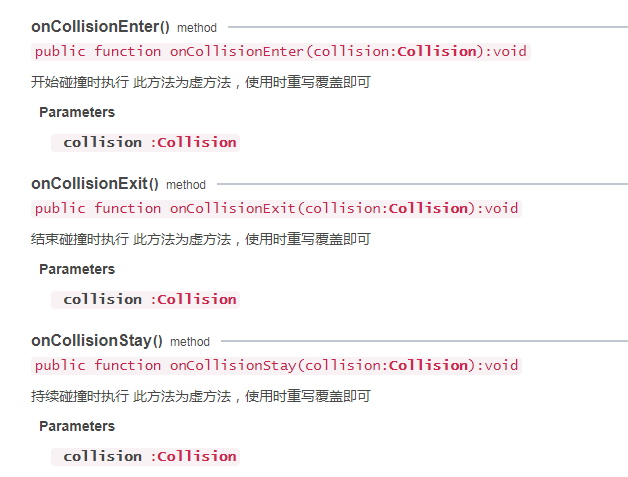 onCollisionEnter() method
public function onCollisionEnter(collision:Collision):void
开始碰撞时执行 此方法为虚方法，使用时重写覆盖即可
Parameters
collision :Collision
onCollisionExit() method
public function onCollisionExit(collision:Collision):void
结束碰撞时执行 此方法为虚方法，使用时重写覆盖即可
Parameters
collision :Collision
onCollisionStay() method
public function onCollisionStay(collision:Collision):void
持续碰撞时执行 此方法为虚方法，使用时重写覆盖即可
Parameters
collision :Collision